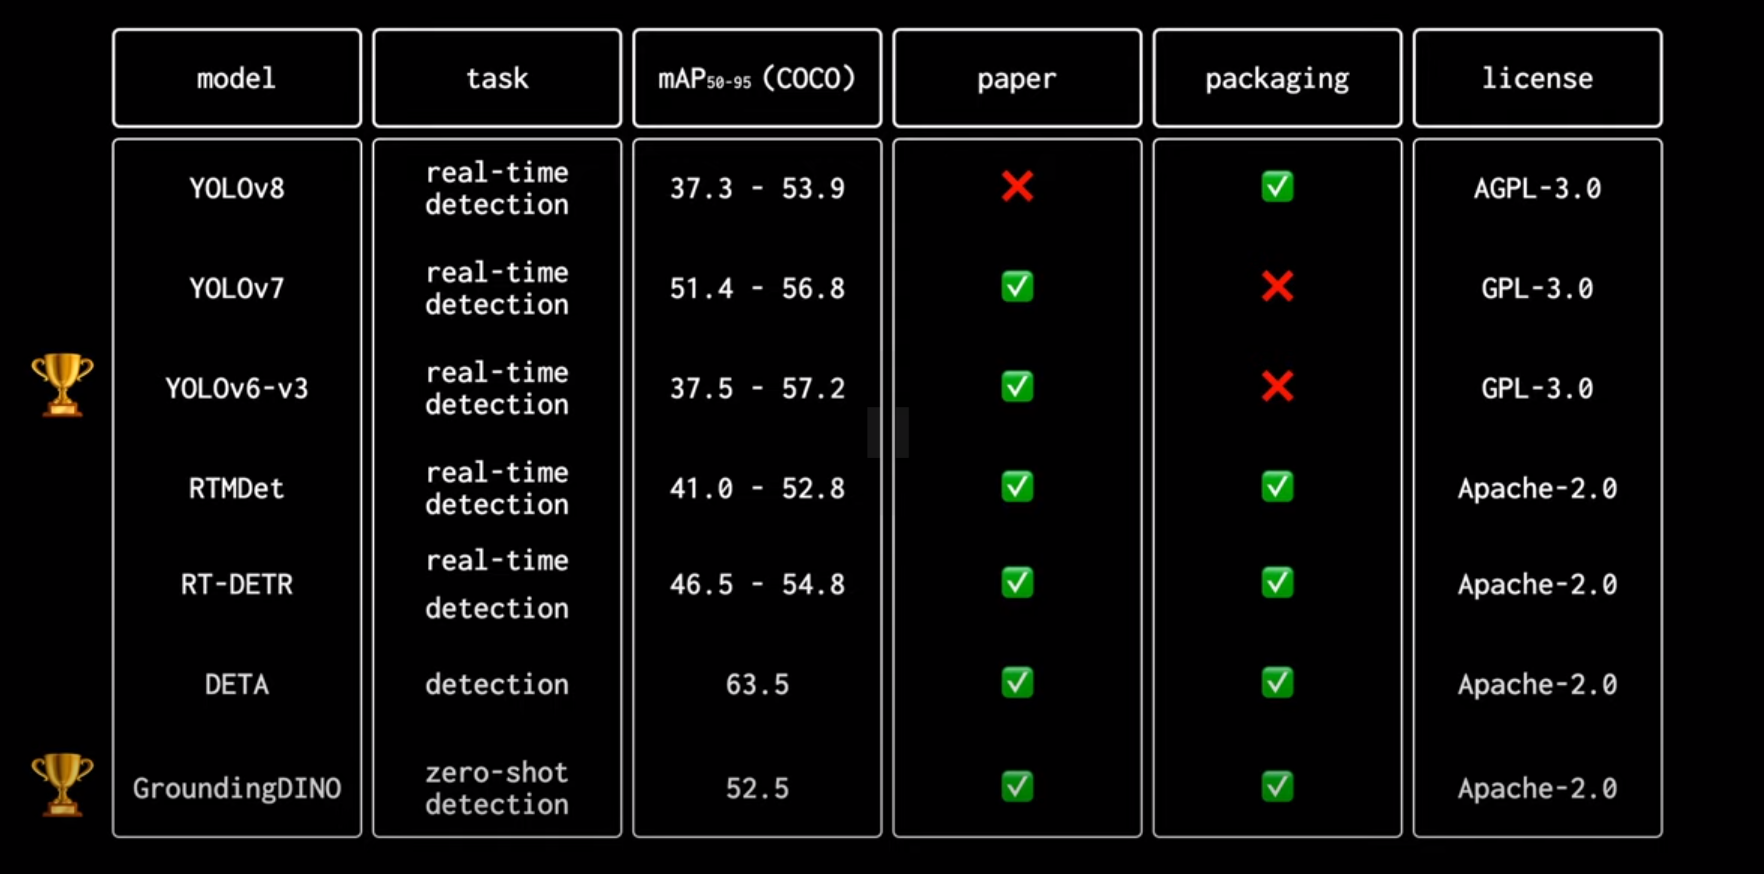 model task mAP50-95 (COCO) paper packaging license
YOLOv8 real-time detection 37.3 - 53.9 ❌ ✅ AGPL-3.0
YOLOv7 real-time detection 51.4 - 56.8 ✅ ❌ GPL-3.0
YOLOv6-v3 real-time detection 37.5 - 57.2 ✅ ❌ GPL-3.0
RTMDet real-time detection 41.0 - 52.8 ✅ ✅ Apache-2.0
RT-DETR real-time detection 46.5 - 54.8 ✅ ✅ Apache-2.0
DETA detection 63.5 ✅ ✅ Apache-2.0
GroundingDINO zero-shot detection 52.5 ✅ ✅ Apache-2.0